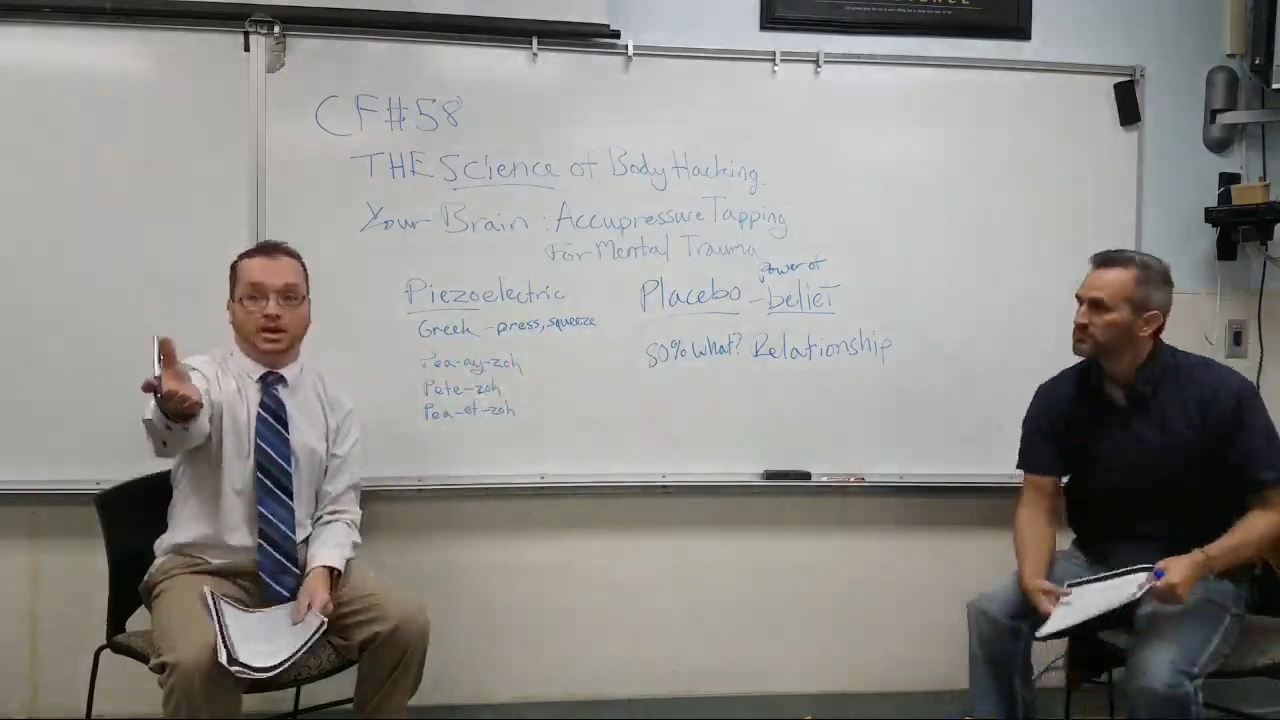 CF#58
THE Science of Body Hacking
Your Brain: Accupressure Tapping
For Mental Trauma
Piezoelectric
Greek - press, squeeze
Pea-ay-zoh
Pete-zoh
Pea-et-zoh
power of
Placebo - belief
80% What? Relationship